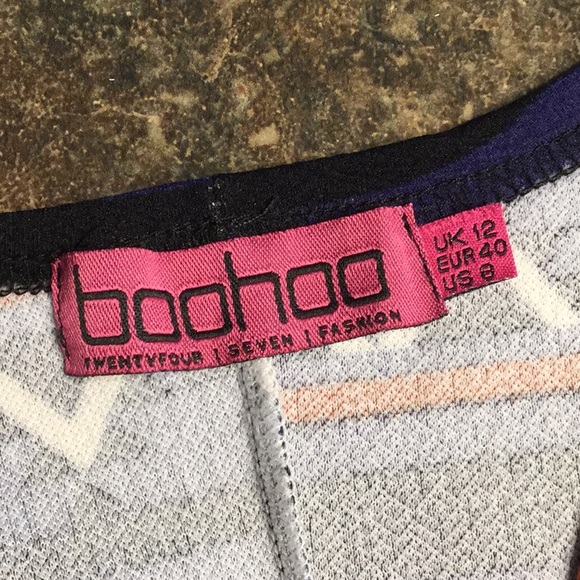 boohoo
TWENTYFOUR | SEVEN | FASHION
UK 12
EUR 40
US 8